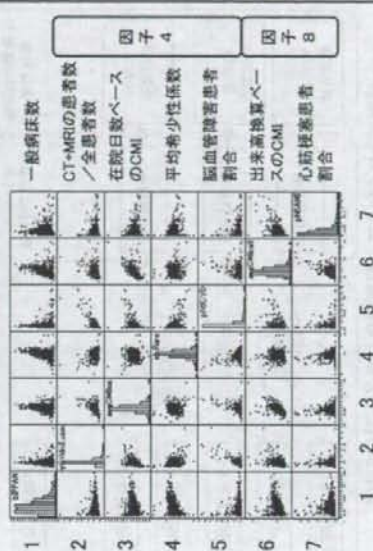 因子4
因子8
一般病床数
CT+MRIの患者数
／全患者数
在院日数ベース
のCMI
平均希少性係数
脳血管障害患者
割合
出来高換算ベー
スのCMI
心筋梗塞患者
割合
1
2
3
4
5
6
7
1
2
3
4
5
6
7